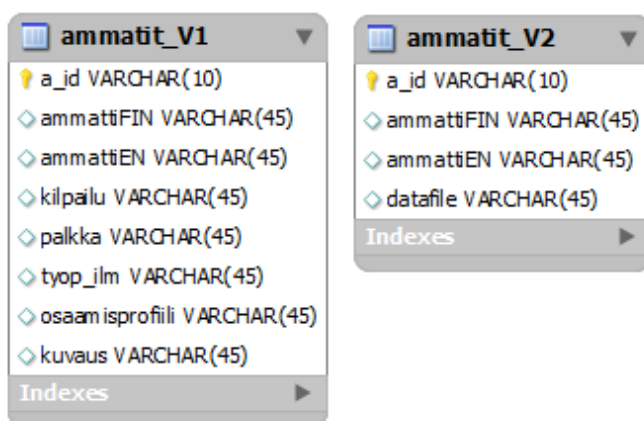 ammatit_V1
a_id VARCHAR(10)
ammattiFIN VARCHAR(45)
ammattiEN VARCHAR(45)
kilpailu VARCHAR(45)
palkka VARCHAR(45)
tyop_ilm VARCHAR(45)
osaamisprofiili VARCHAR(45)
kuvaus VARCHAR(45)
Indexes
ammatit_V2
a_id VARCHAR(10)
ammattiFIN VARCHAR(45)
ammattiEN VARCHAR(45)
datafile VARCHAR(45)
Indexes